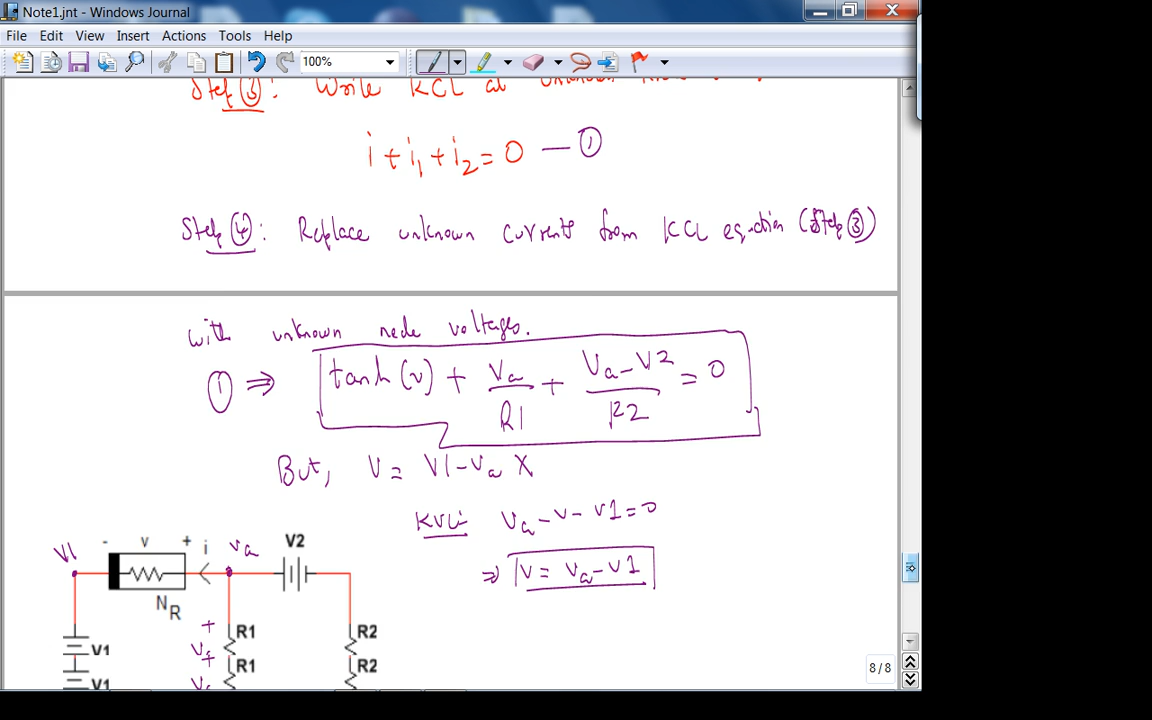 Note1.jnt - Windows Journal
File Edit View Insert Actions Tools Help
100%
Step ③: Write KCL at unknown
i + i₁ + i₂ = 0 — ①
Step ④: Replace unknown currents from KCL equation (Step ③)
with unknown node voltages.
① ⇒ tanh(v) + Va/R1 + (Va - V2)/R2 = 0
But, V = V1 - Va X
KVL: Va - V - V1 = 0
⇒ V = Va - V1
V1 - v + i Va V2
NR
+ R1 R2
V1
+ R1 R2
V1
8/8